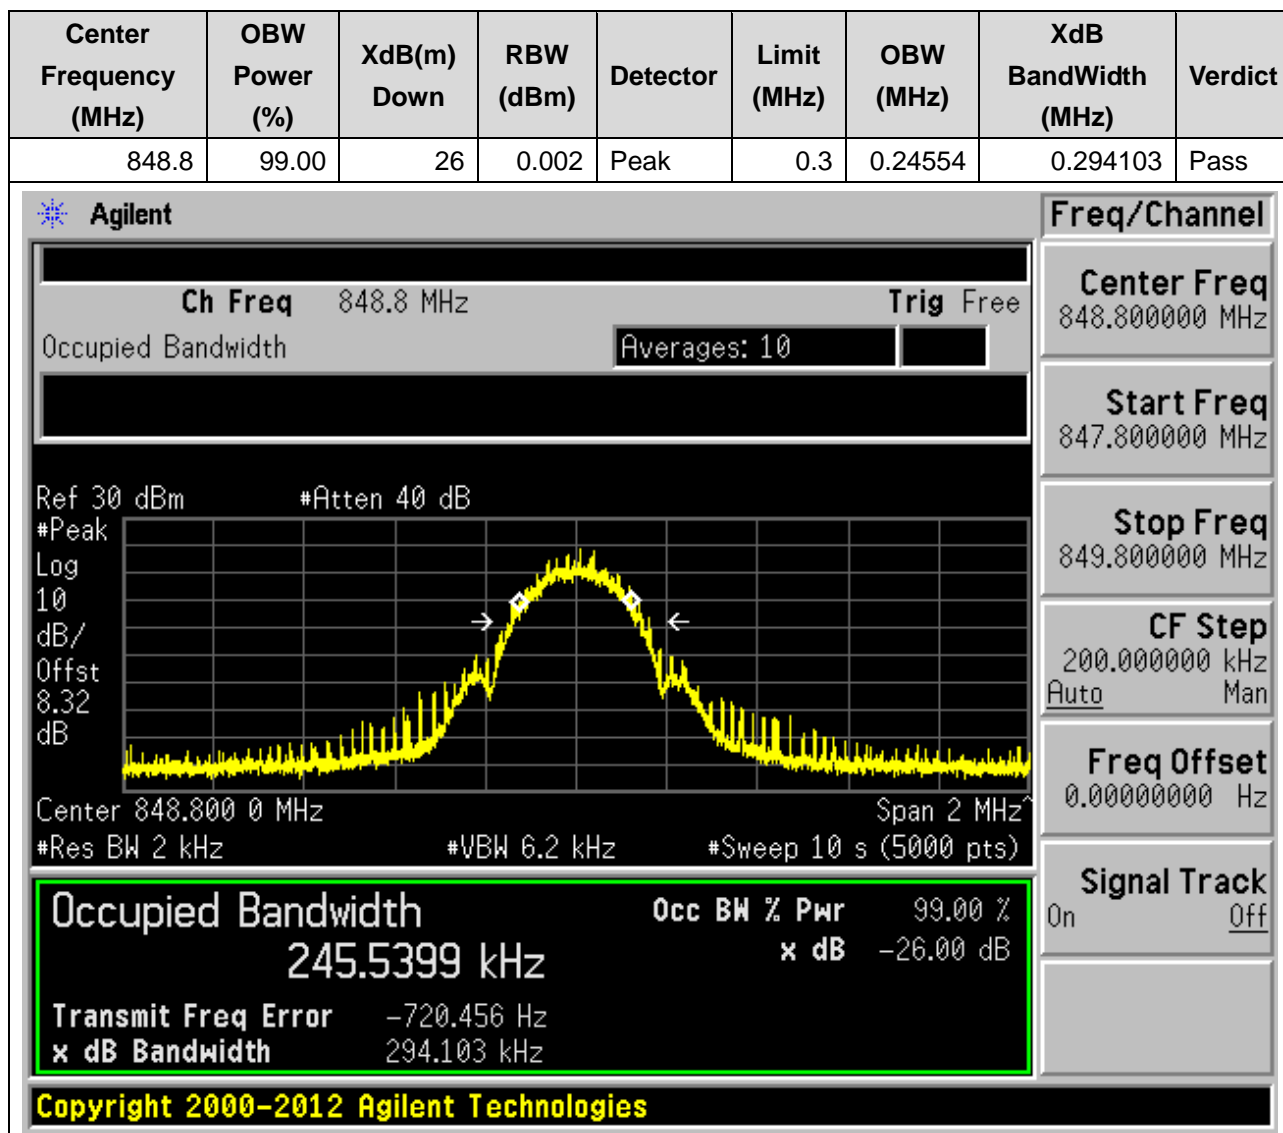 Center Frequency (MHz) | OBW Power (%) | XdB(m) Down | RBW (dBm) | Detector | Limit (MHz) | OBW (MHz) | XdB BandWidth (MHz) | Verdict
848.8 | 99.00 | 26 | 0.002 | Peak | 0.3 | 0.24554 | 0.294103 | Pass
Agilent
Freq/Channel
Ch Freq 848.8 MHz Trig Free
Occupied Bandwidth Averages: 10
Center Freq
848.800000 MHz
Start Freq
847.800000 MHz
Stop Freq
849.800000 MHz
CF Step
200.000000 kHz
Auto Man
Freq Offset
0.00000000 Hz
Signal Track
On Off
Ref 30 dBm #Atten 40 dB
#Peak
Log
10
dB/
Offst
8.32
dB
Center 848.800 0 MHz Span 2 MHz^
#Res BW 2 kHz #VBW 6.2 kHz #Sweep 10 s (5000 pts)
Occupied Bandwidth Occ BW % Pwr 99.00 %
245.5399 kHz x dB -26.00 dB
Transmit Freq Error -720.456 Hz
x dB Bandwidth 294.103 kHz
Copyright 2000-2012 Agilent Technologies